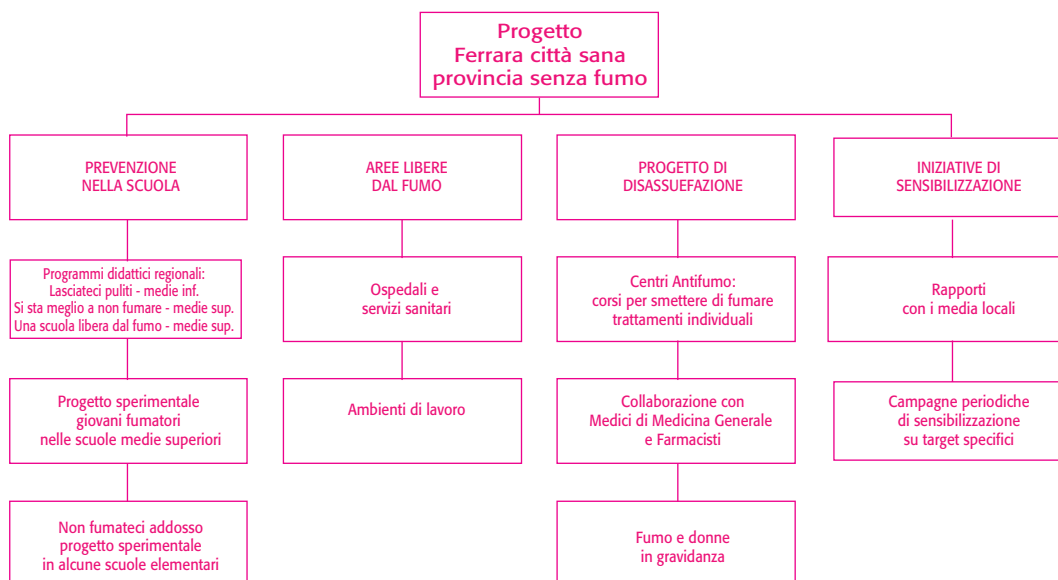 Progetto
Ferrara città sana
provincia senza fumo
PREVENZIONE
NELLA SCUOLA
AREE LIBERE
DAL FUMO
PROGETTO DI
DISASSUEFAZIONE
INIZIATIVE DI
SENSIBILIZZAZIONE
Programmi didattici regionali:
Lasciateci puliti - medie inf.
Si sta meglio a non fumare - medie sup.
Una scuola libera dal fumo - medie sup.
Ospedali e
servizi sanitari
Centri Antifumo:
corsi per smettere di fumare
trattamenti individuali
Rapporti
con i media locali
Progetto sperimentale
giovani fumatori
nelle scuole medie superiori
Ambienti di lavoro
Collaborazione con
Medici di Medicina Generale
e Farmacisti
Campagne periodiche
di sensibilizzazione
su target specifici
Non fumateci addosso
progetto sperimentale
in alcune scuole elementari
Fumo e donne
in gravidanza